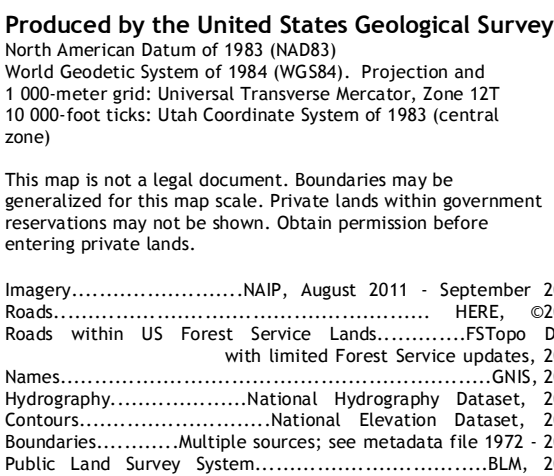 Produced by the United States Geological Survey
North American Datum of 1983 (NAD83)
World Geodetic System of 1984 (WGS84). Projection and
1 000-meter grid: Universal Transverse Mercator, Zone 12T
10 000-foot ticks: Utah Coordinate System of 1983 (central
zone)
This map is not a legal document. Boundaries may be
generalized for this map scale. Private lands within government
reservations may not be shown. Obtain permission before
entering private lands.
Imagery.........................NAIP, August 2011 - September
Roads.............................................. HERE,
Roads within US Forest Service Lands.............FSTopo
with limited Forest Service updates,
Names....................................................GNIS,
Hydrography...................National Hydrography Dataset,
Contours.........................National Elevation Dataset,
Boundaries............Multiple sources; see metadata file 1972 -
Public Land Survey System.................................BLM,